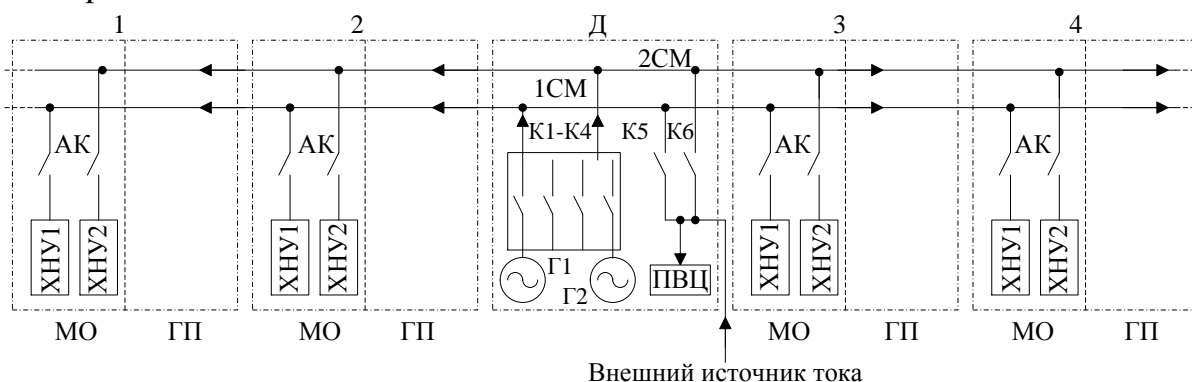 1 2 Д 3 4
2СМ
1СМ
К1-К4 К5 К6
АК АК АК АК
ХНУ1 ХНУ2 ХНУ1 ХНУ2 Г1 Г2 ПВЦ ХНУ1 ХНУ2 ХНУ1 ХНУ2
МО ГП МО ГП МО ГП МО ГП
Внешний источник тока